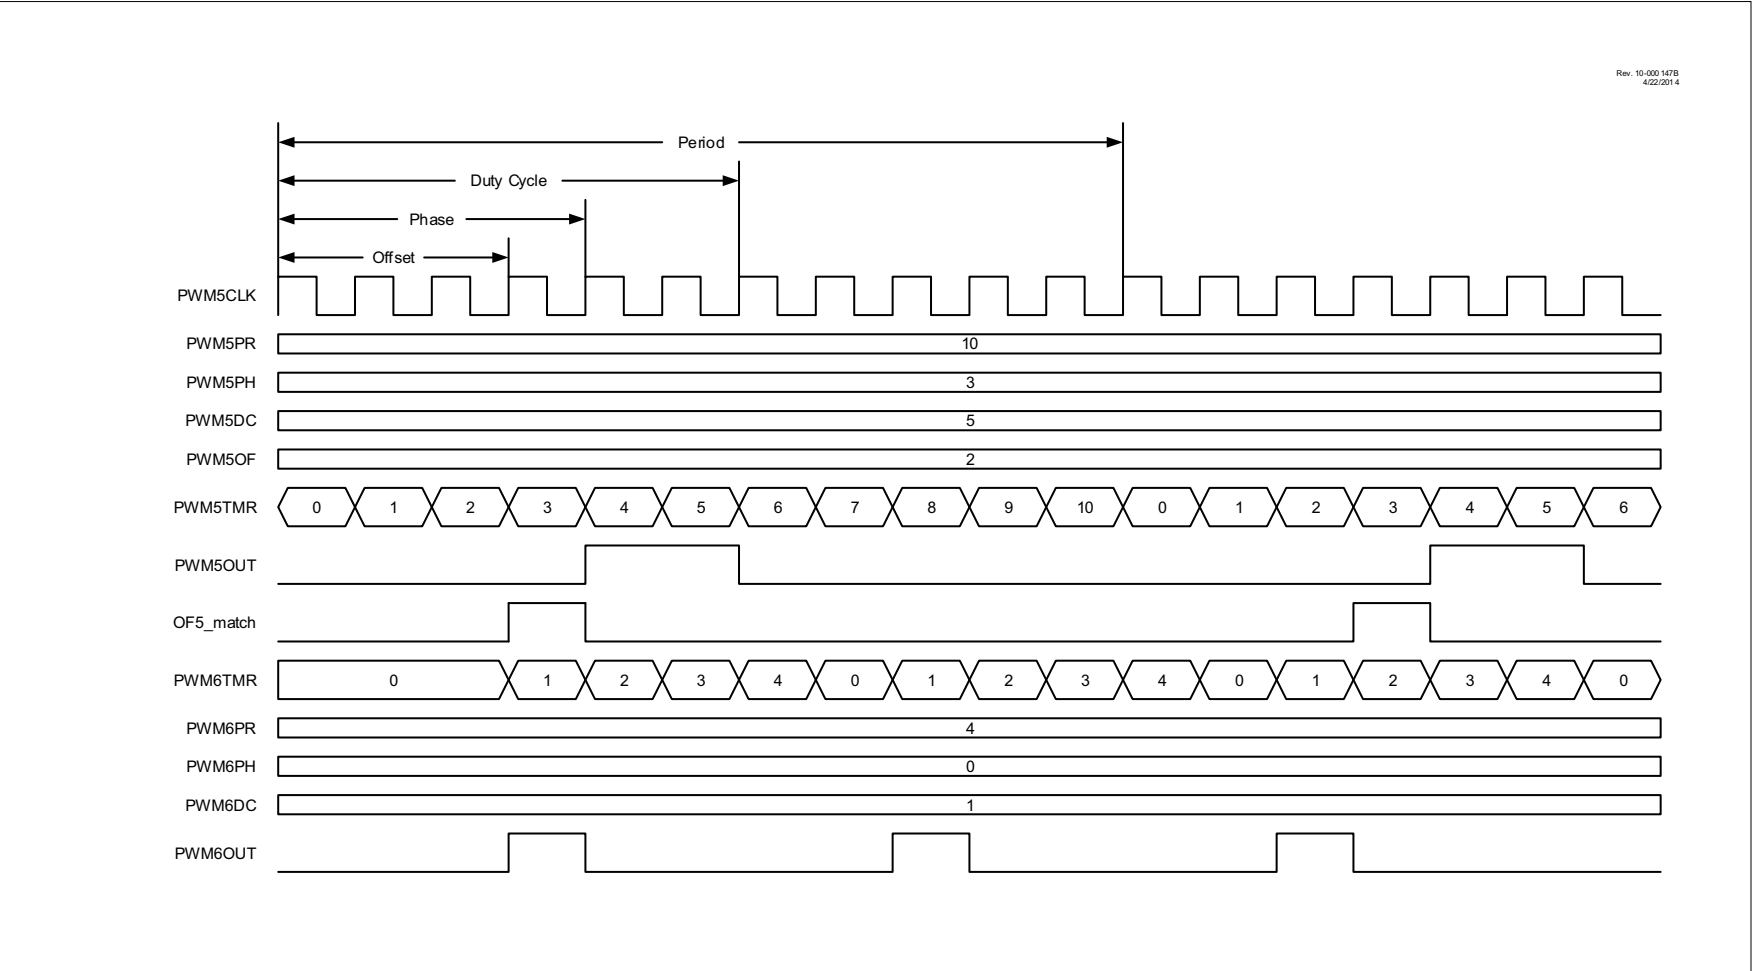 Rev. 10-000147B
4/22/2014
Period
Duty Cycle
Phase
Offset
PWM5CLK
PWM5PR 10
PWM5PH 3
PWM5DC 5
PWM5OF 2
PWM5TMR 0 1 2 3 4 5 6 7 8 9 10 0 1 2 3 4 5 6
PWM5OUT
OF5_match
PWM6TMR 0 1 2 3 4 0 1 2 3 4 0 1 2 3 4 0
PWM6PR 4
PWM6PH 0
PWM6DC 1
PWM6OUT